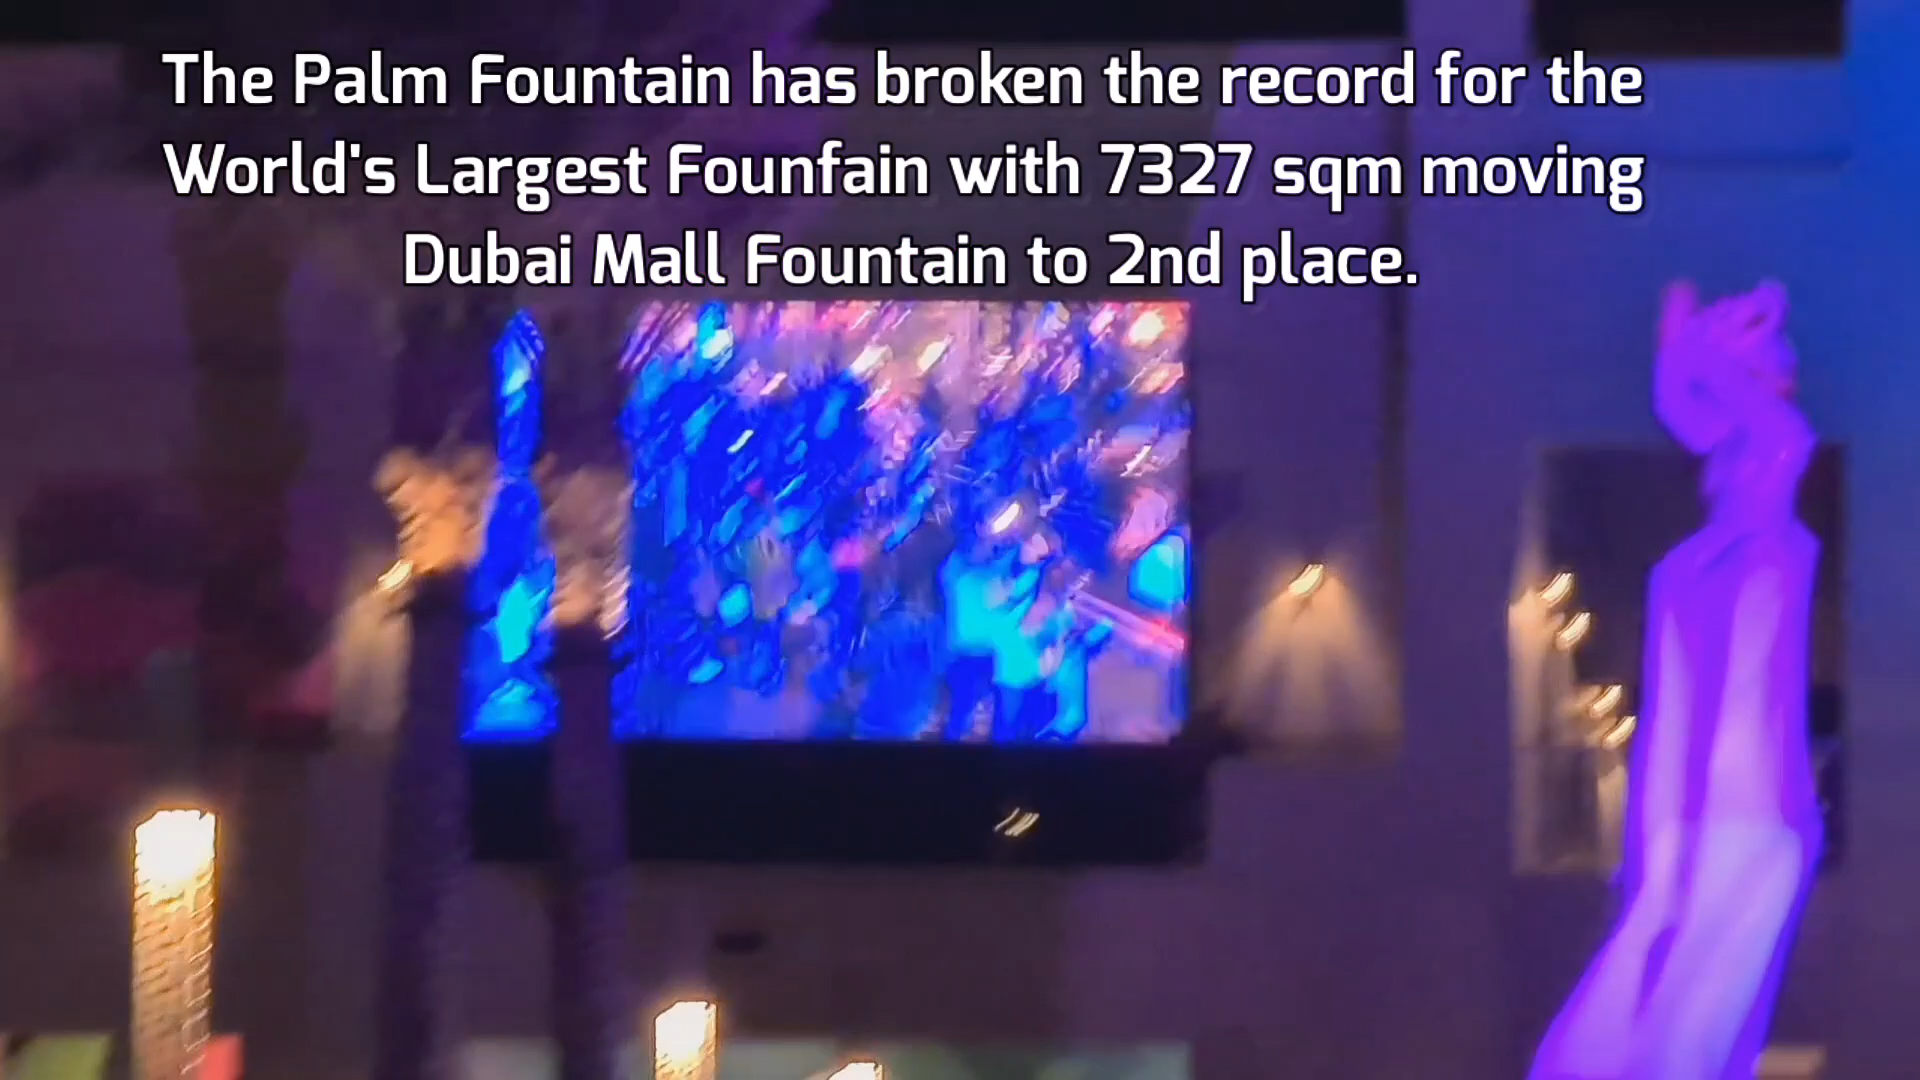 The Palm Fountain has broken the record for the
World's Largest Founfain with 7327 sqm moving
Dubai Mall Fountain to 2nd place.